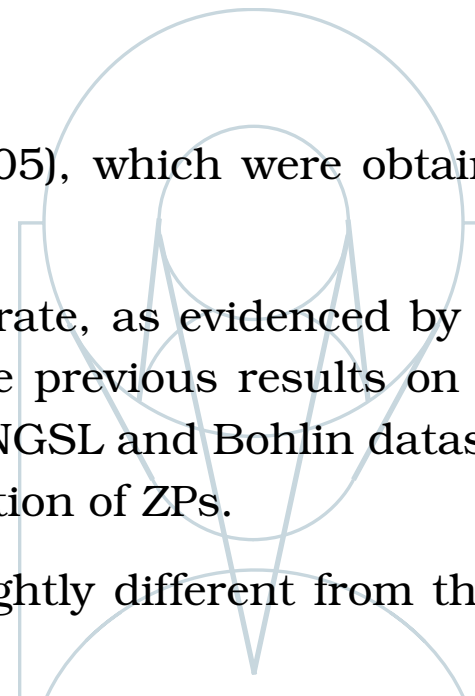 05), which were obtain
rate, as evidenced by
e previous results on
NGSL and Bohlin datas
tion of ZPs.
ghtly different from th